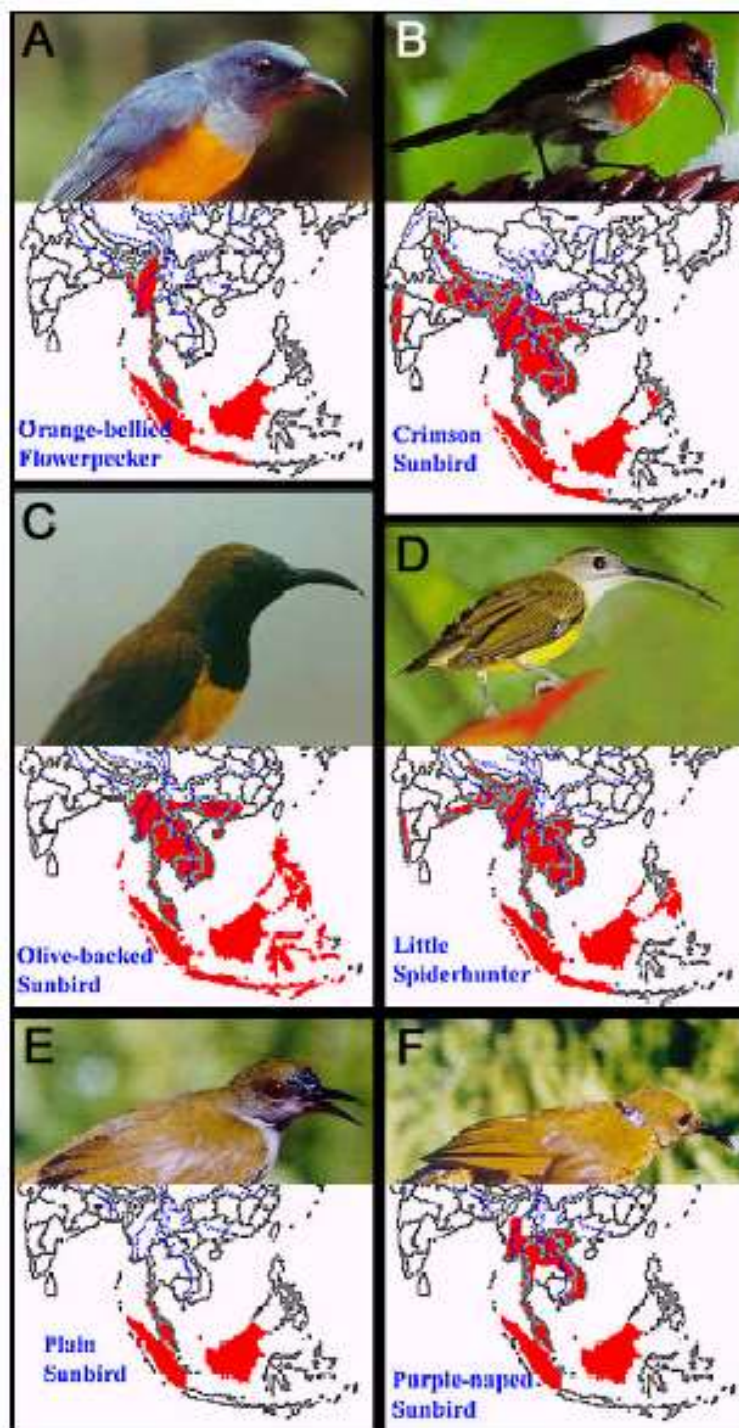 A
B
Orange-bellied
Flowerpecker
Crimson
Sunbird
C
D
Olive-backed
Sunbird
Little
Spiderhunter
E
F
Plain
Sunbird
Purple-naped
Sunbird